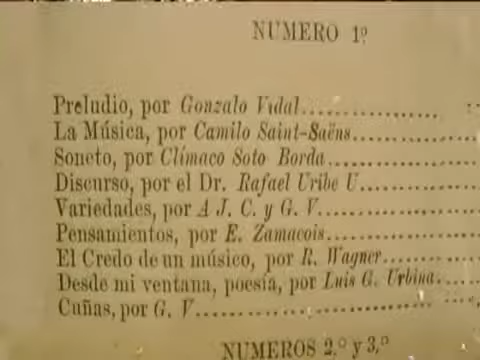 NUMERO 1º
Preludio, por Gonzalo Vidal
La Música, por Camilo Saint-Saëns
Soneto, por Clímaco Soto Borda
Discurso, por el Dr. Rafael Uribe U
Variedades, por A J. C. y G. V
Pensamientos, por E. Zamacois
El Credo de un músico, por R. Wagner
Desde mi ventana, poesía, por Luis G. Urbina
Cuñas, por G. V
NUMEROS 2.º y 3.º